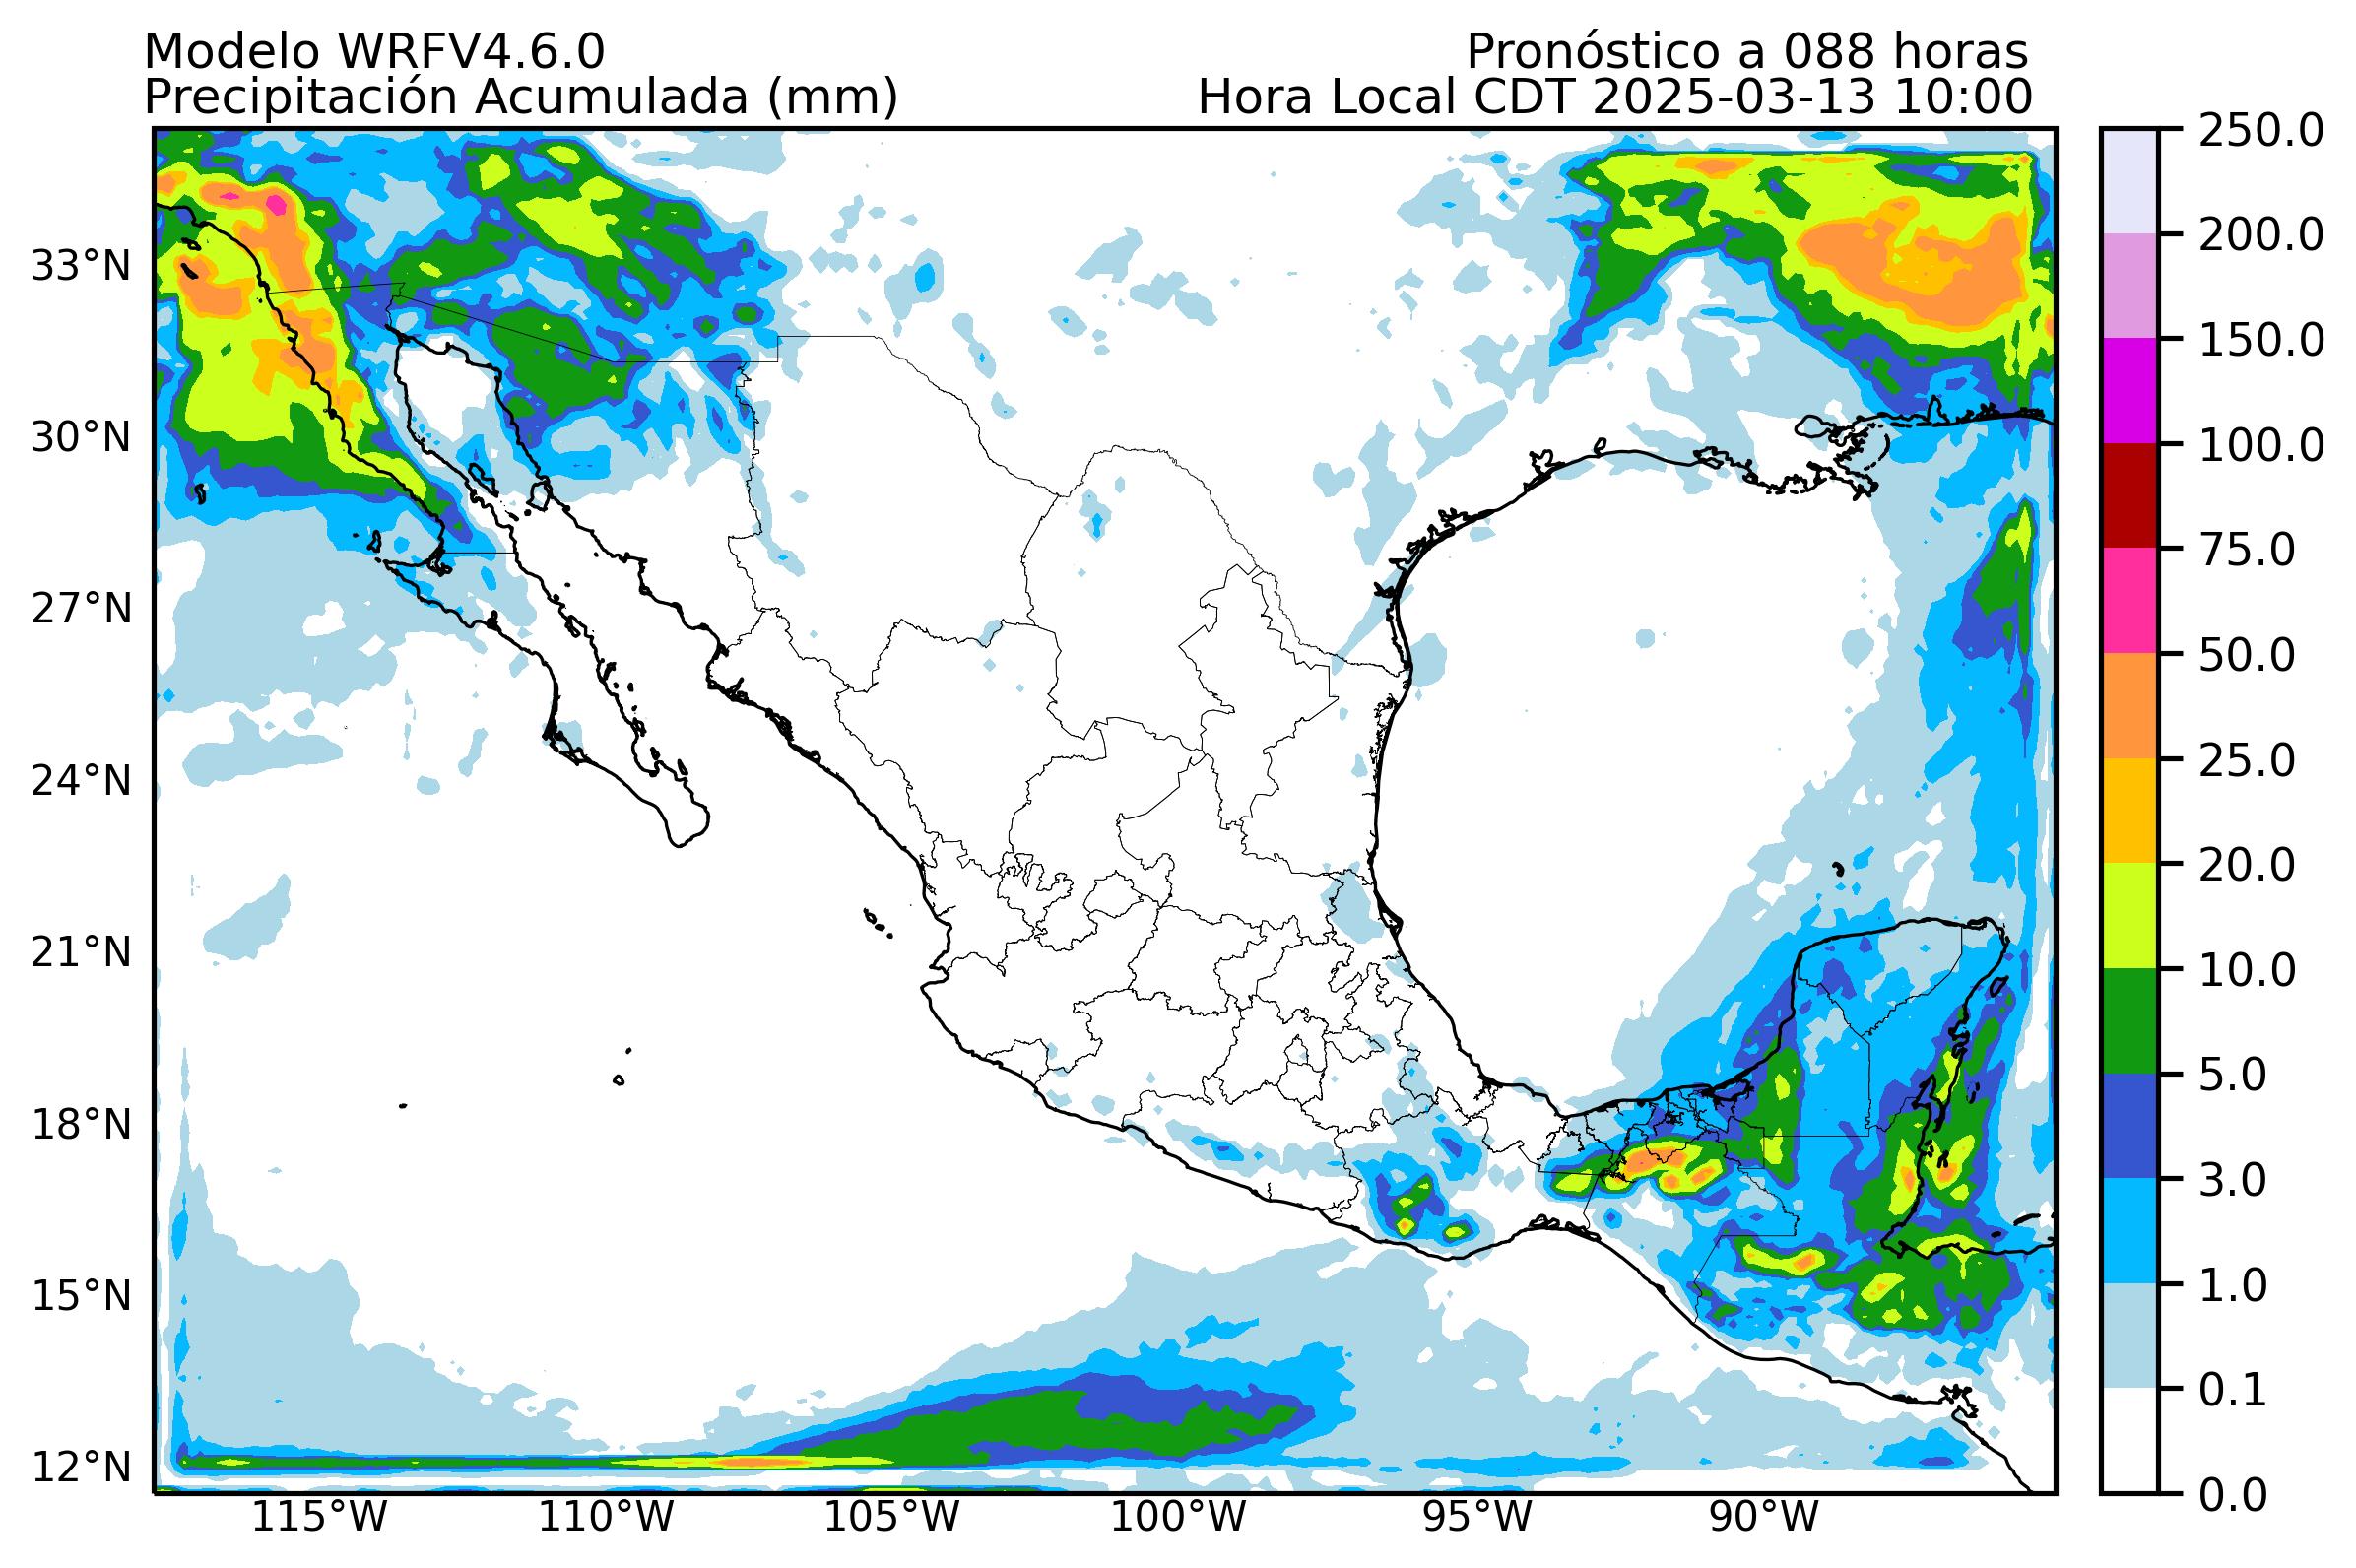 Modelo WRFV4.6.0
Pronóstico a 088 horas
Precipitación Acumulada (mm)
Hora Local CDT 2025-03-13 10:00
33°N
30°N
27°N
24°N
21°N
18°N
15°N
12°N
115°W
110°W
105°W
100°W
95°W
90°W
250.0
200.0
150.0
100.0
75.0
50.0
25.0
20.0
10.0
5.0
3.0
1.0
0.1
0.0